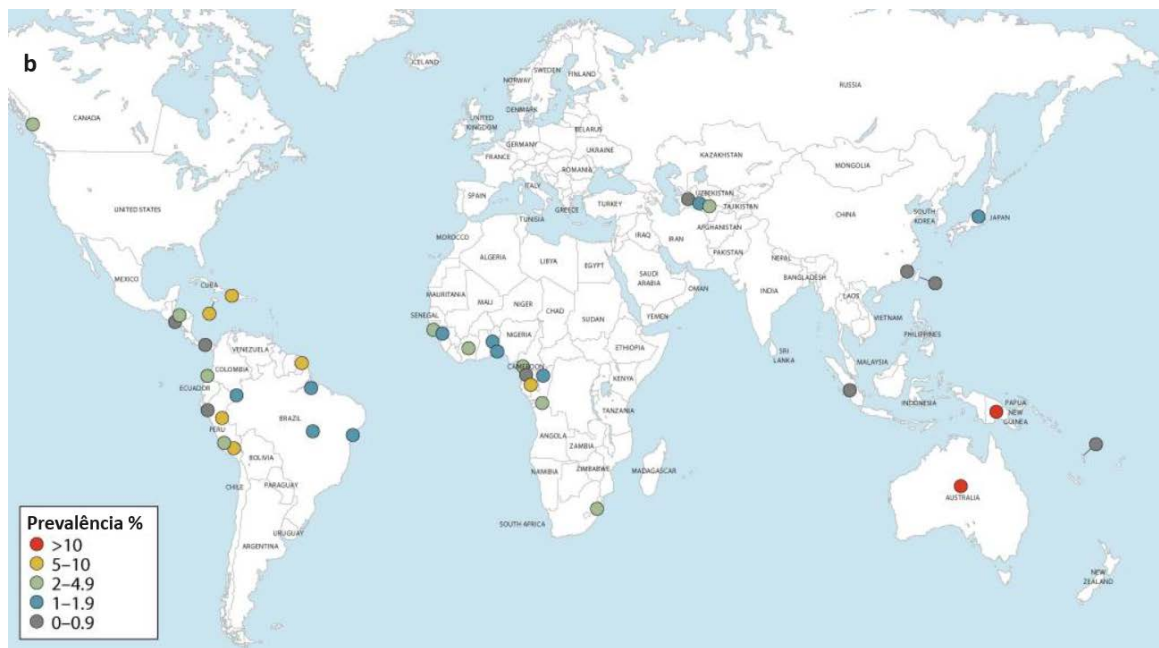 b
ICELAND
SWEDEN
FINLAND
NORWAY
RUSSIA
CANADA
DENMARK
UNITED
KINGDOM
BELARUS
GERMANY
UKRAINE
FRANCE
KAZAKHSTAN
MONGOLIA
ROMANIA
ITALY
SPAIN
UZBEKISTAN
UNITED STATES
GREECE
TURKEY
TAJIKISTAN
CHINA
SOUTH
KOREA
JAPAN
TUNISIA
AFGHANISTAN
MOROCCO
IRAQ
IRAN
PAKISTAN
ALGERIA
LIBYA
EGYPT
NEPAL
MEXICO
CUBA
SAUDI
ARABIA
BANGLADESH
OMAN
INDIA
LAOS
MAURITANIA
MALI
NIGER
CHAD
SUDAN
YEMEN
SENEGAL
VIETNAM
NIGERIA
PHILIPPINES
VENEZUELA
ETHIOPIA
SRI
LANKA
COLOMBIA
CAMEROON
MALAYSIA
ECUADOR
KENYA
BRAZIL
TANZANIA
INDONESIA
PAPUA
NEW
GUINEA
PERU
ANGOLA
ZAMBIA
BOLIVIA
NAMIBIA
ZIMBABWE
MADAGASCAR
CHILE
PARAGUAY
AUSTRALIA
SOUTH AFRICA
URUGUAY
ARGENTINA
NEW
ZEALAND
Prevalência %
>10
5–10
2–4.9
1–1.9
0–0.9